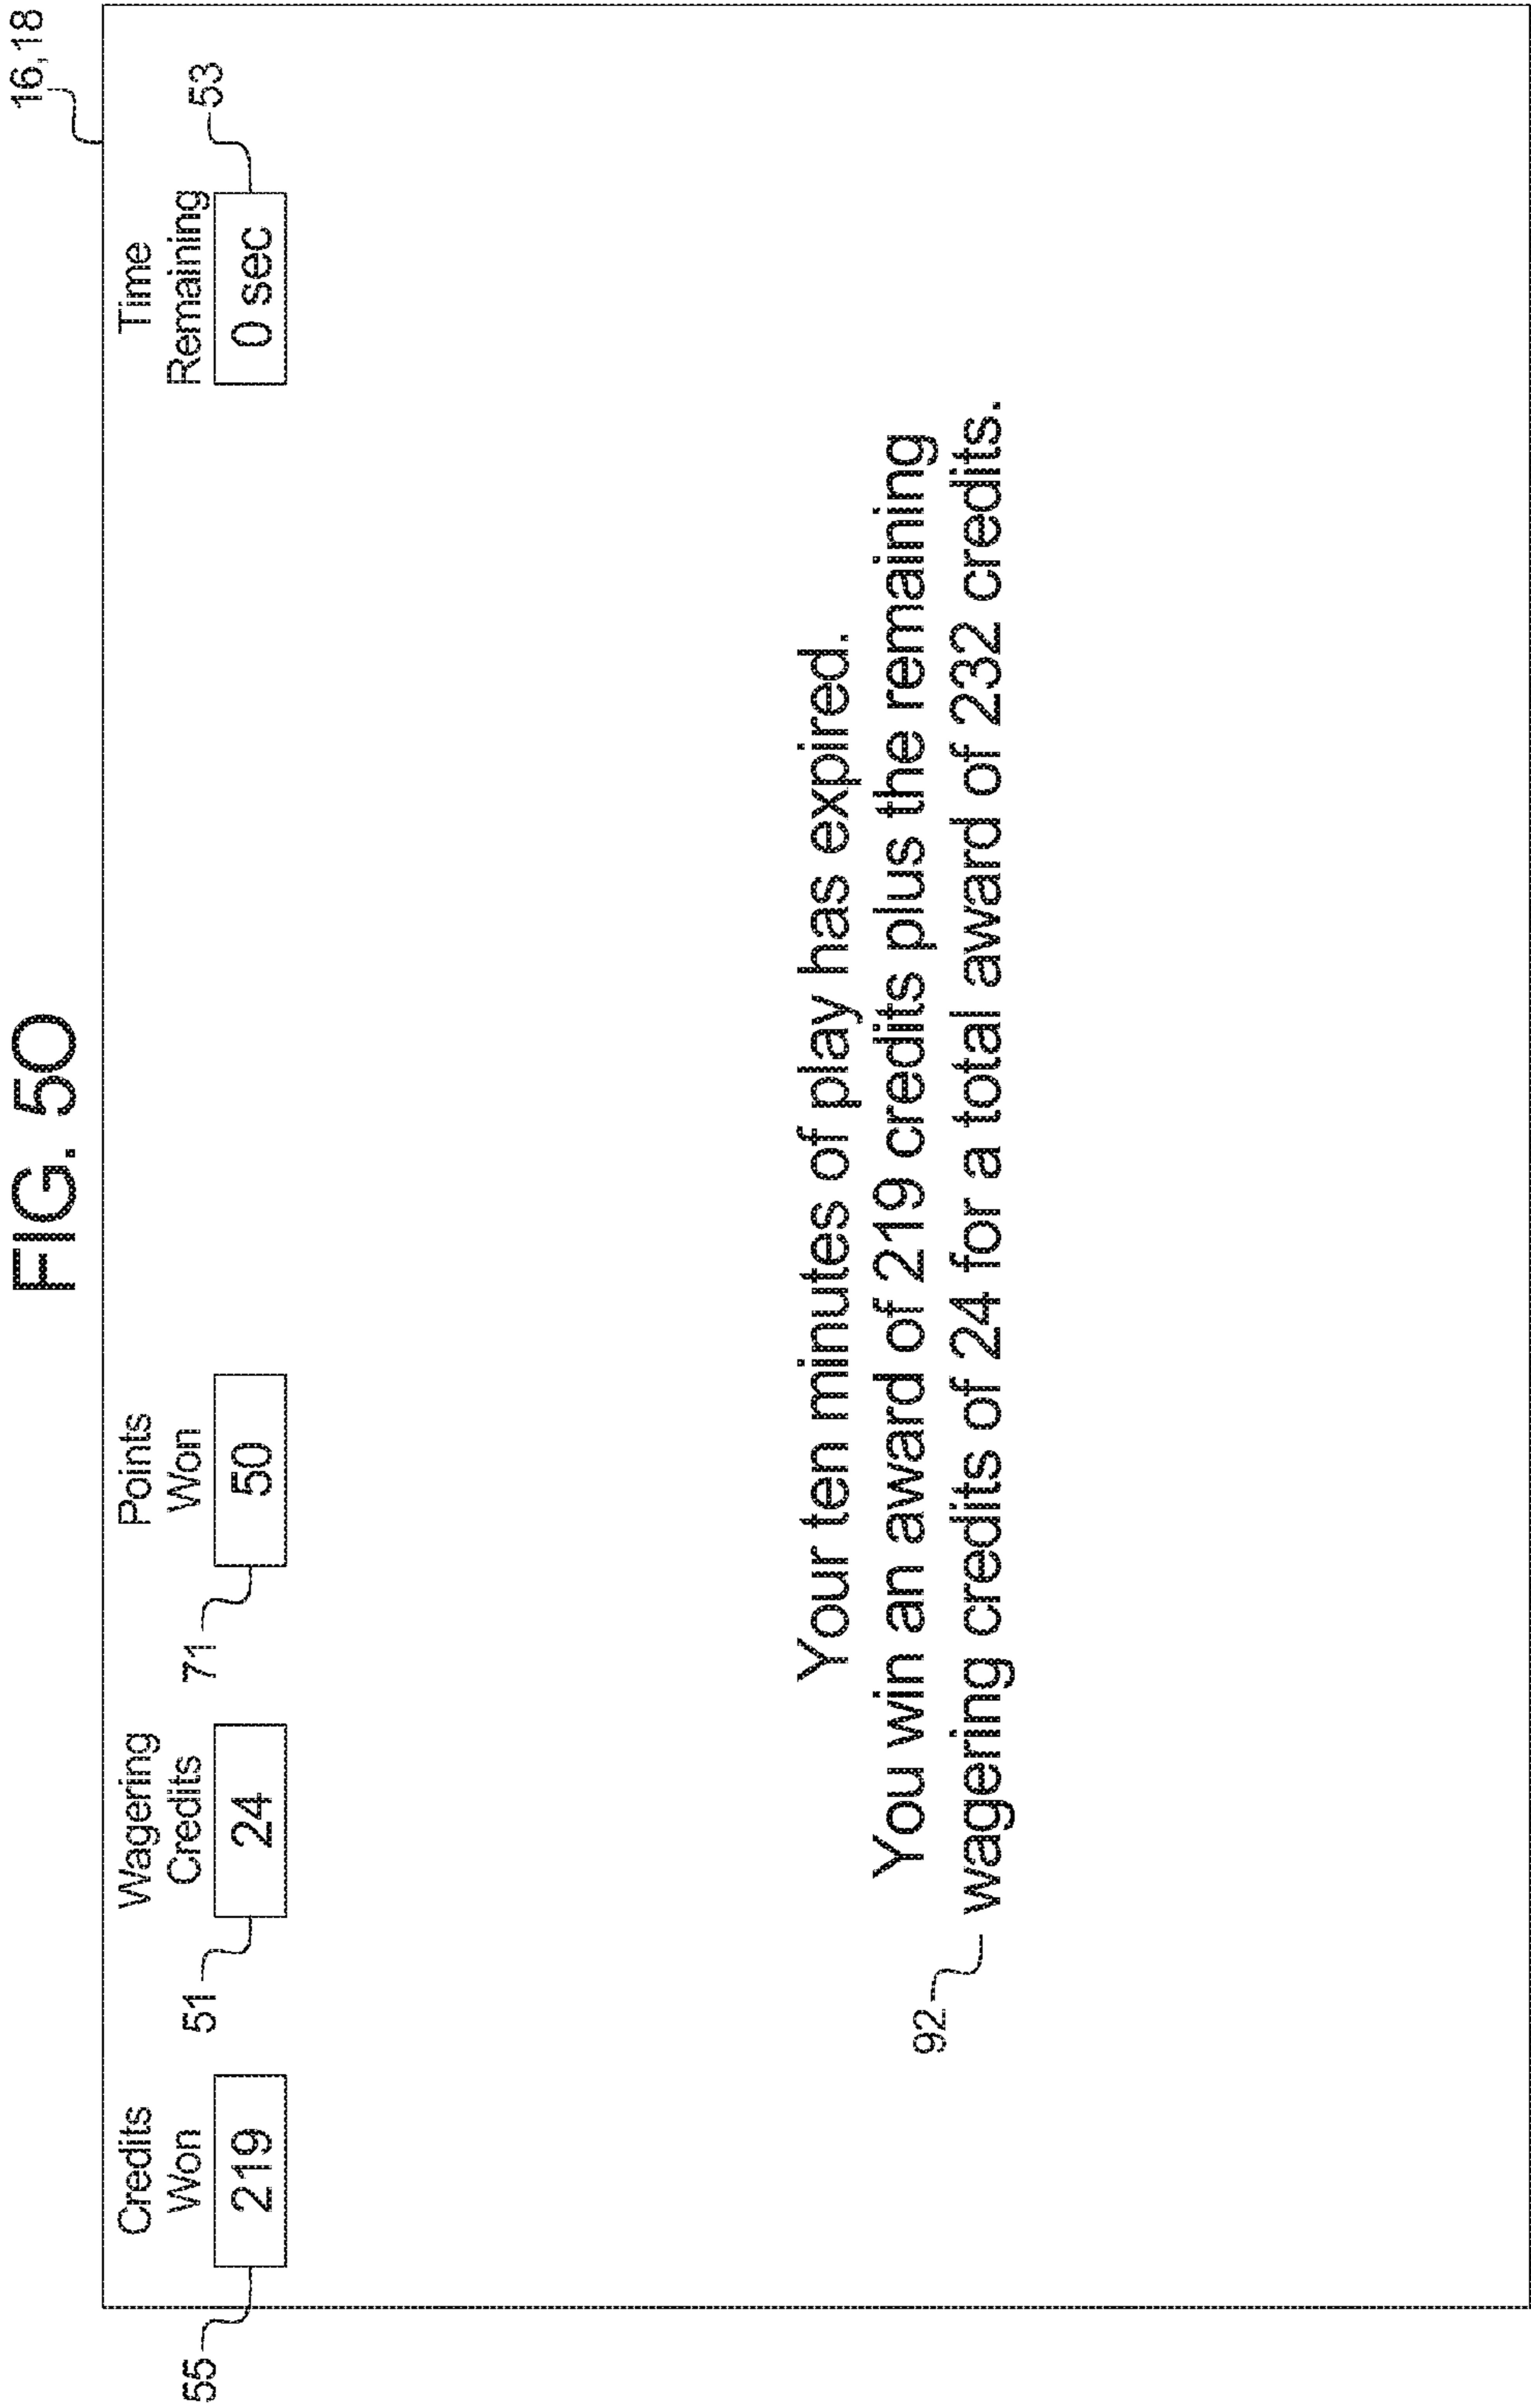 FIG. 5O
16,18
Credits
Won
219
55
Wagering
Credits
24
51
Points
Won
50
71
Time
Remaining
0 sec
53
Your ten minutes of play has expired.
You win an award of 219 credits plus the remaining
wagering credits of 24 for a total award of 232 credits.
92